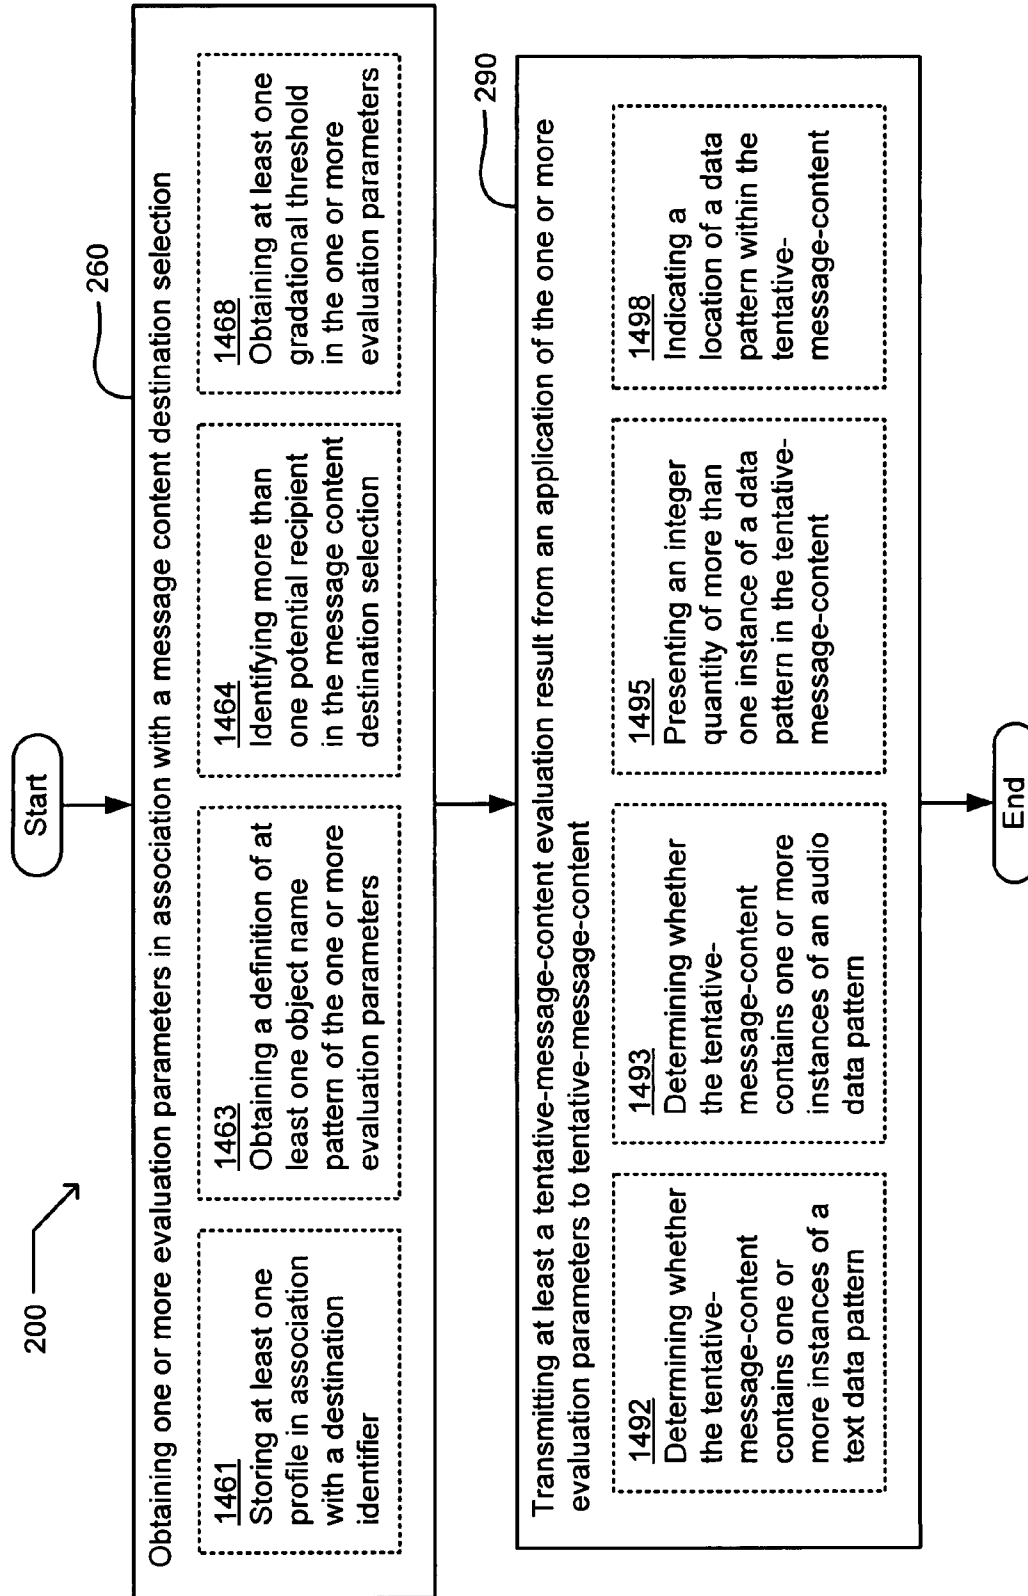 200
Start
260
Obtaining one or more evaluation parameters in association with a message content destination selection
1461
Storing at least one
profile in association
with a destination
identifier
1463
Obtaining a definition of at
least one object name
pattern of the one or more
evaluation parameters
1464
Identifying more than
one potential recipient
in the message content
destination selection
1468
Obtaining at least one
gradational threshold
in the one or more
evaluation parameters
290
Transmitting at least a tentative-message-content evaluation result from an application of the one or more
evaluation parameters to tentative-message-content
1492
Determining whether
the tentative-
message-content
contains one or
more instances of a
text data pattern
1493
Determining whether
the tentative-
message-content
contains one or more
instances of an audio
data pattern
1495
Presenting an integer
quantity of more than
one instance of a data
pattern in the tentative-
message-content
1498
Indicating a
location of a data
pattern within the
tentative-
message-content
End